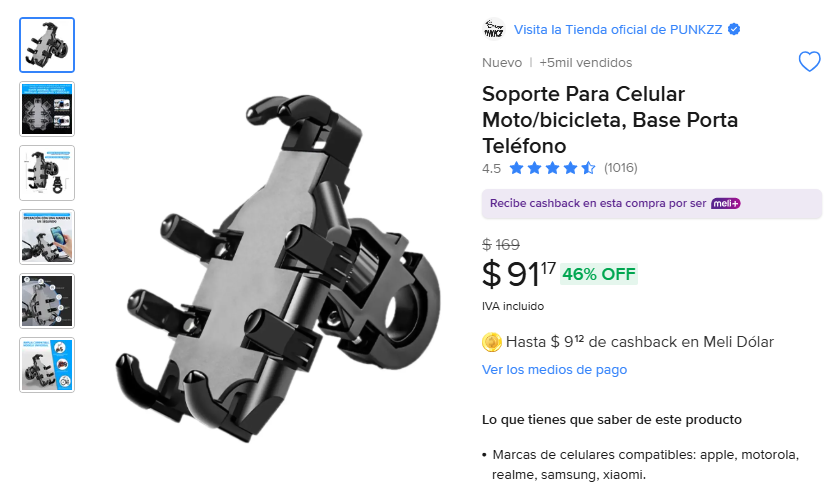 Visita la Tienda oficial de PUNKZZ
Nuevo | +5mil vendidos
Soporte Para Celular
Moto/bicicleta, Base Porta
Teléfono
4.5 (1016)
Recibe cashback en esta compra por ser meli+
$ 169
$ 91 17 46% OFF
IVA incluido
Hasta $ 9¹² de cashback en Meli Dólar
Ver los medios de pago
Lo que tienes que saber de este producto
• Marcas de celulares compatibles: apple, motorola,
realme, samsung, xiaomi.